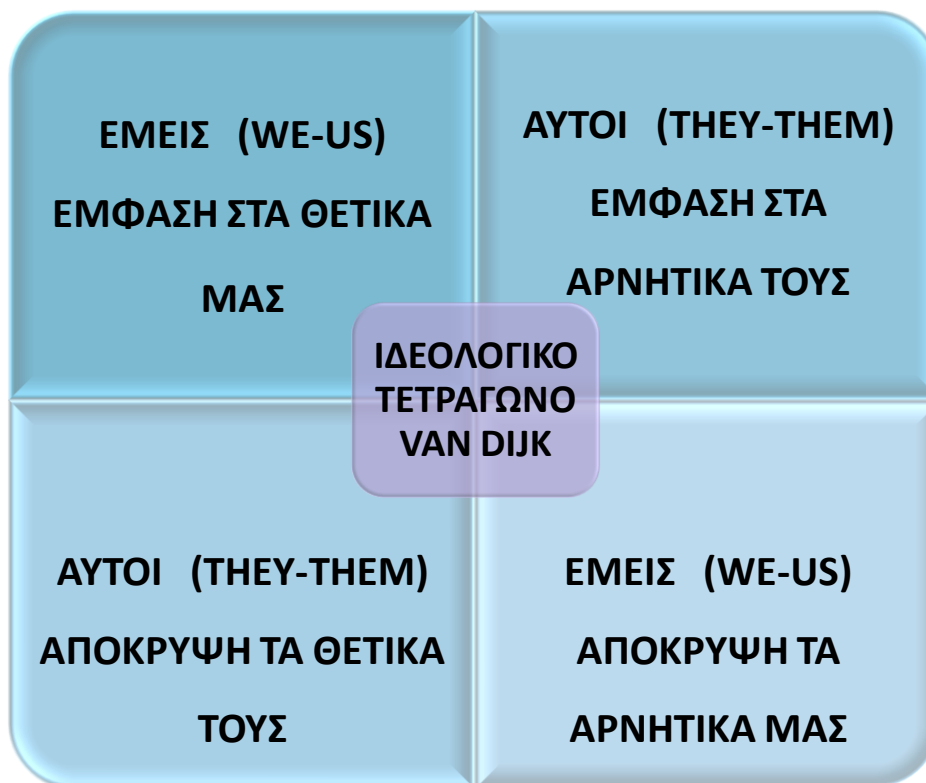 ΕΜΕΙΣ (WE-US)
ΕΜΦΑΣΗ ΣΤΑ ΘΕΤΙΚΑ
ΜΑΣ
ΑΥΤΟΙ (THEY-THEM)
ΕΜΦΑΣΗ ΣΤΑ
ΑΡΝΗΤΙΚΑ ΤΟΥΣ
ΙΔΕΟΛΟΓΙΚΟ
ΤΕΤΡΑΓΩΝΟ
VAN DIJK
ΑΥΤΟΙ (THEY-THEM)
ΑΠΟΚΡΥΨΗ ΤΑ ΘΕΤΙΚΑ
ΤΟΥΣ
ΕΜΕΙΣ (WE-US)
ΑΠΟΚΡΥΨΗ ΤΑ
ΑΡΝΗΤΙΚΑ ΜΑΣ